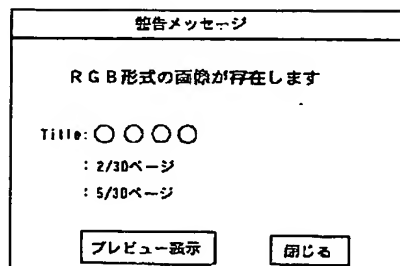 警告メッセージ
RGB形式の画像が存在します
Title:○○○○
: 2/30ページ
: 5/30ページ
プレビュー表示
閉じる